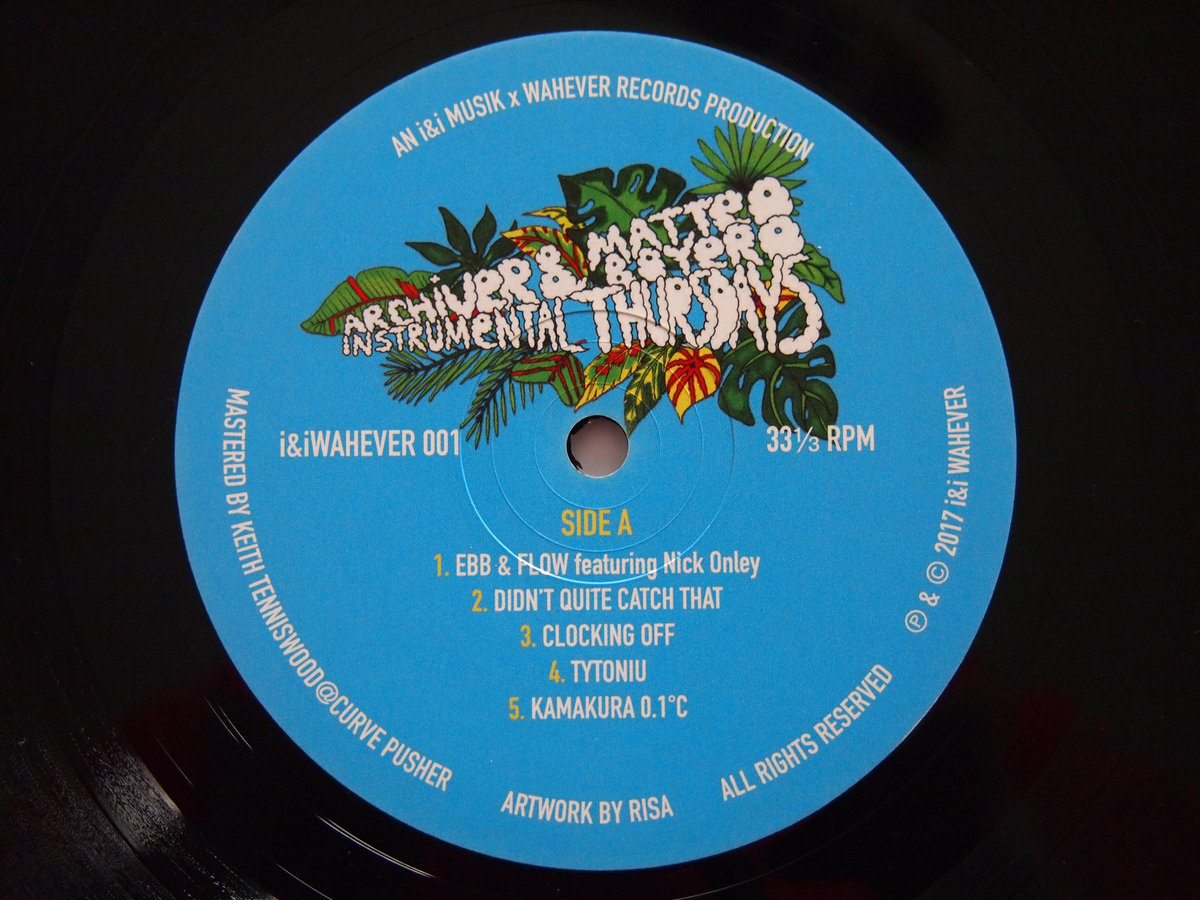 AN i&i MUSIK x WAHEVER RECORDS PRODUCTION
ARCHIVER & MATTEO BOYERO
INSTRUMENTAL THURSDAYS
i&iWAHEVER 001
33⅓ RPM
SIDE A
1. EBB & FLOW featuring Nick Onley
2. DIDN'T QUITE CATCH THAT
3. CLOCKING OFF
4. TYTONIU
5. KAMAKURA 0.1°C
MASTERED BY KEITH TENNISWOOD@CURVE PUSHER
ARTWORK BY RISA
ALL RIGHTS RESERVED
℗ & © 2017 i&i WAHEVER